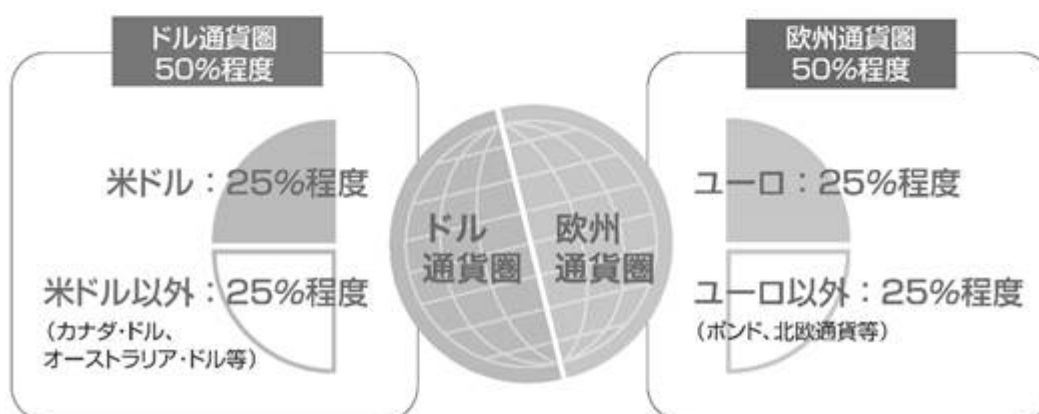 ドル通貨圏
50%程度
米ドル：25%程度
米ドル以外：25%程度
（カナダ・ドル、
オーストラリア・ドル等）
ドル
通貨圏
欧州
通貨圏
欧州通貨圏
50%程度
ユーロ：25%程度
ユーロ以外：25%程度
（ポンド、北欧通貨等）